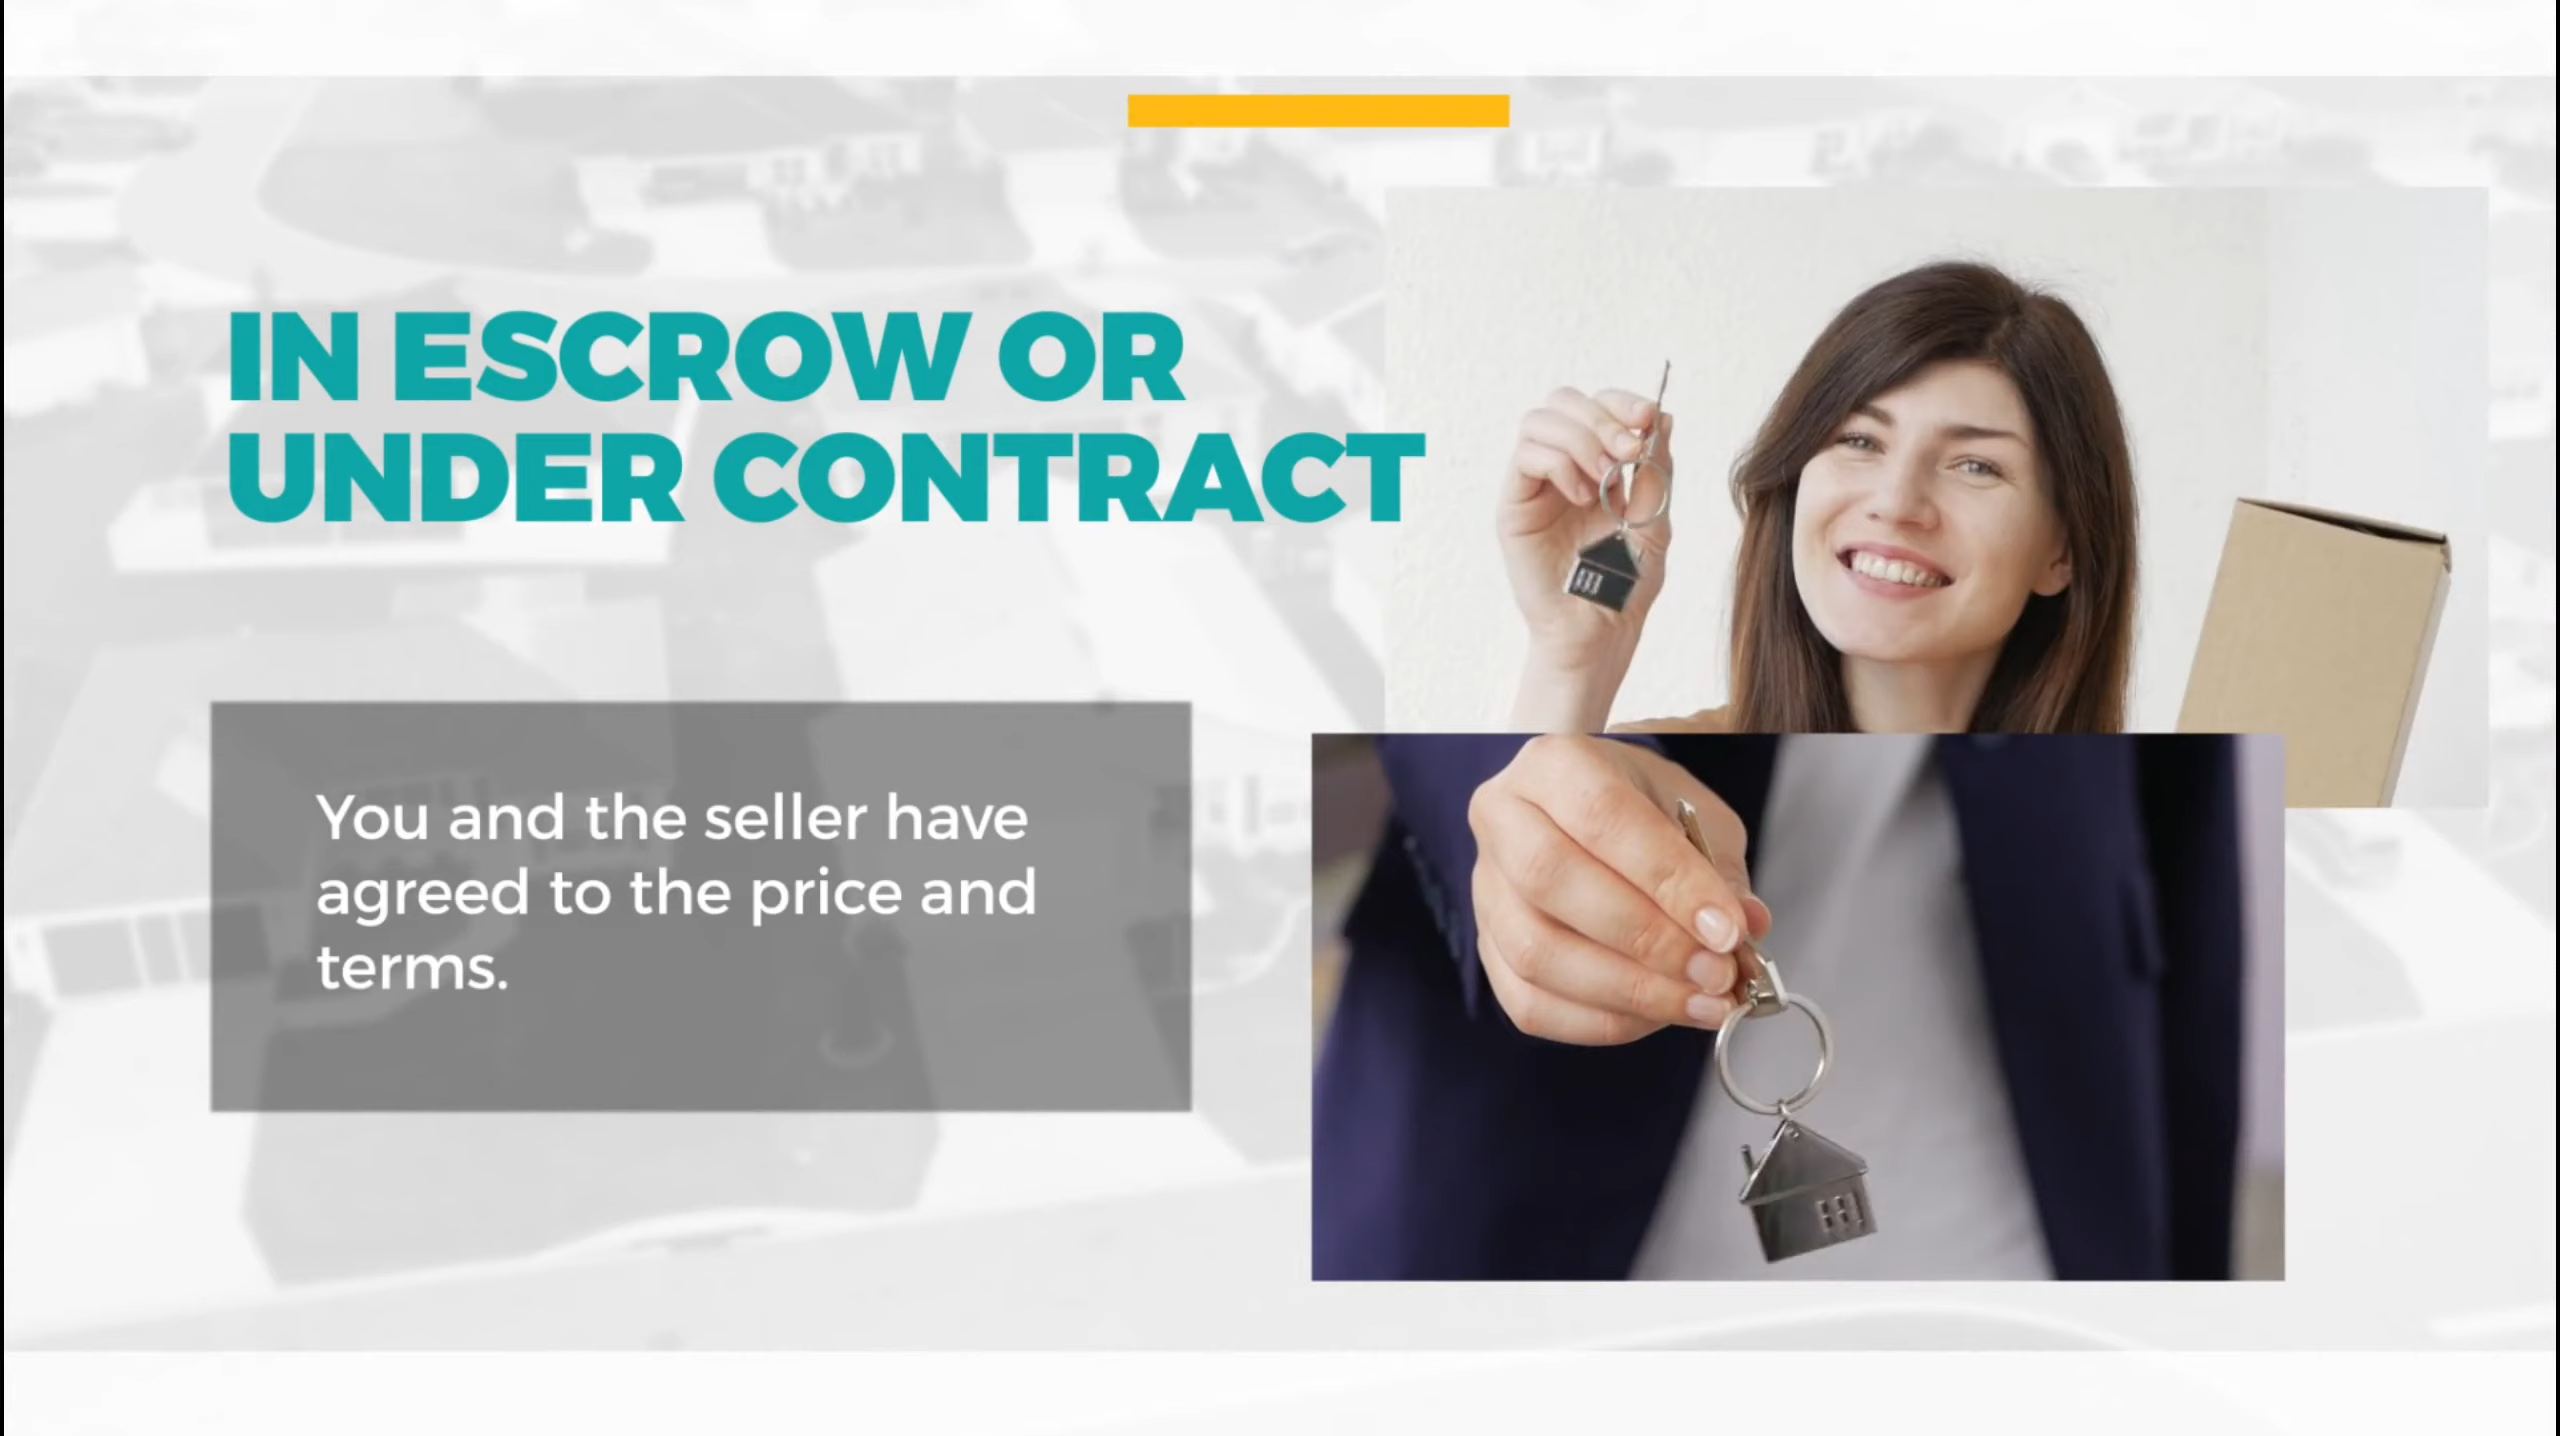 IN ESCROW OR
UNDER CONTRACT
You and the seller have
agreed to the price and
terms.